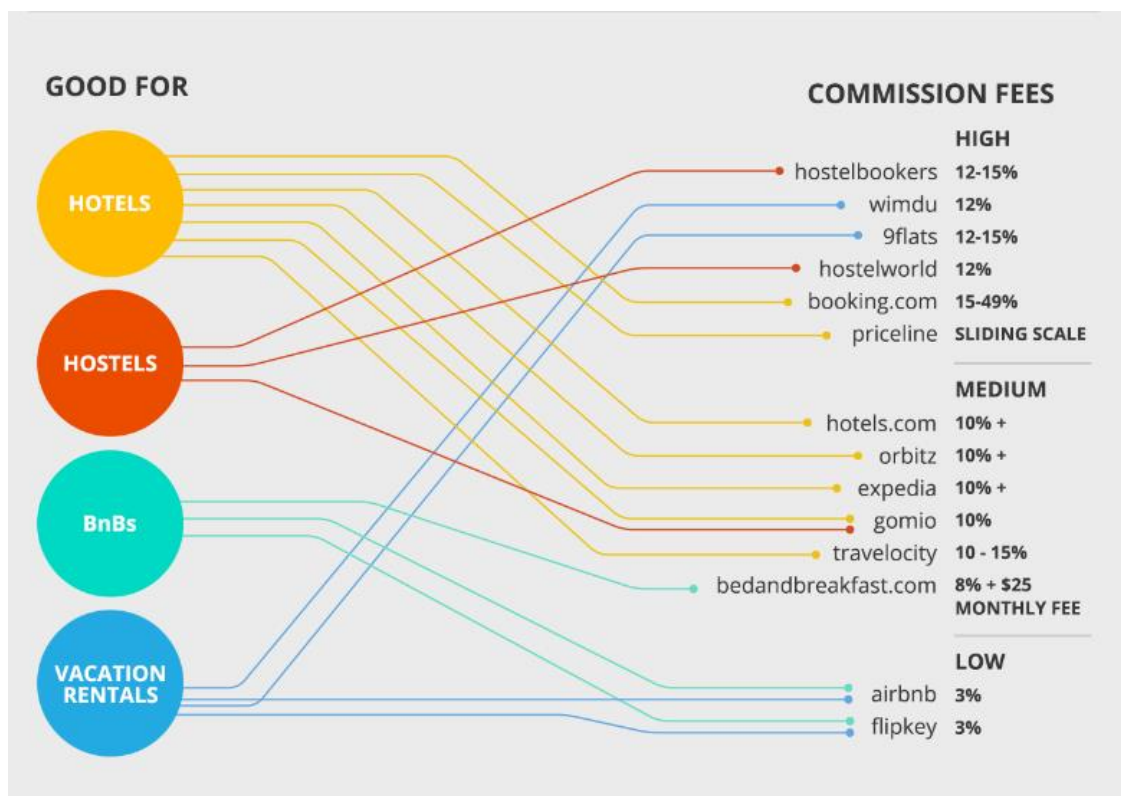 GOOD FOR
HOTELS
HOSTELS
BnBs
VACATION
RENTALS
COMMISSION FEES
HIGH
hostelbookers 12-15%
wimdu 12%
9flats 12-15%
hostelworld 12%
booking.com 15-49%
priceline SLIDING SCALE
MEDIUM
hotels.com 10% +
orbitz 10% +
expedia 10% +
gomio 10%
travelocity 10 - 15%
bedandbreakfast.com 8% + $25
MONTHLY FEE
LOW
airbnb 3%
flipkey 3%